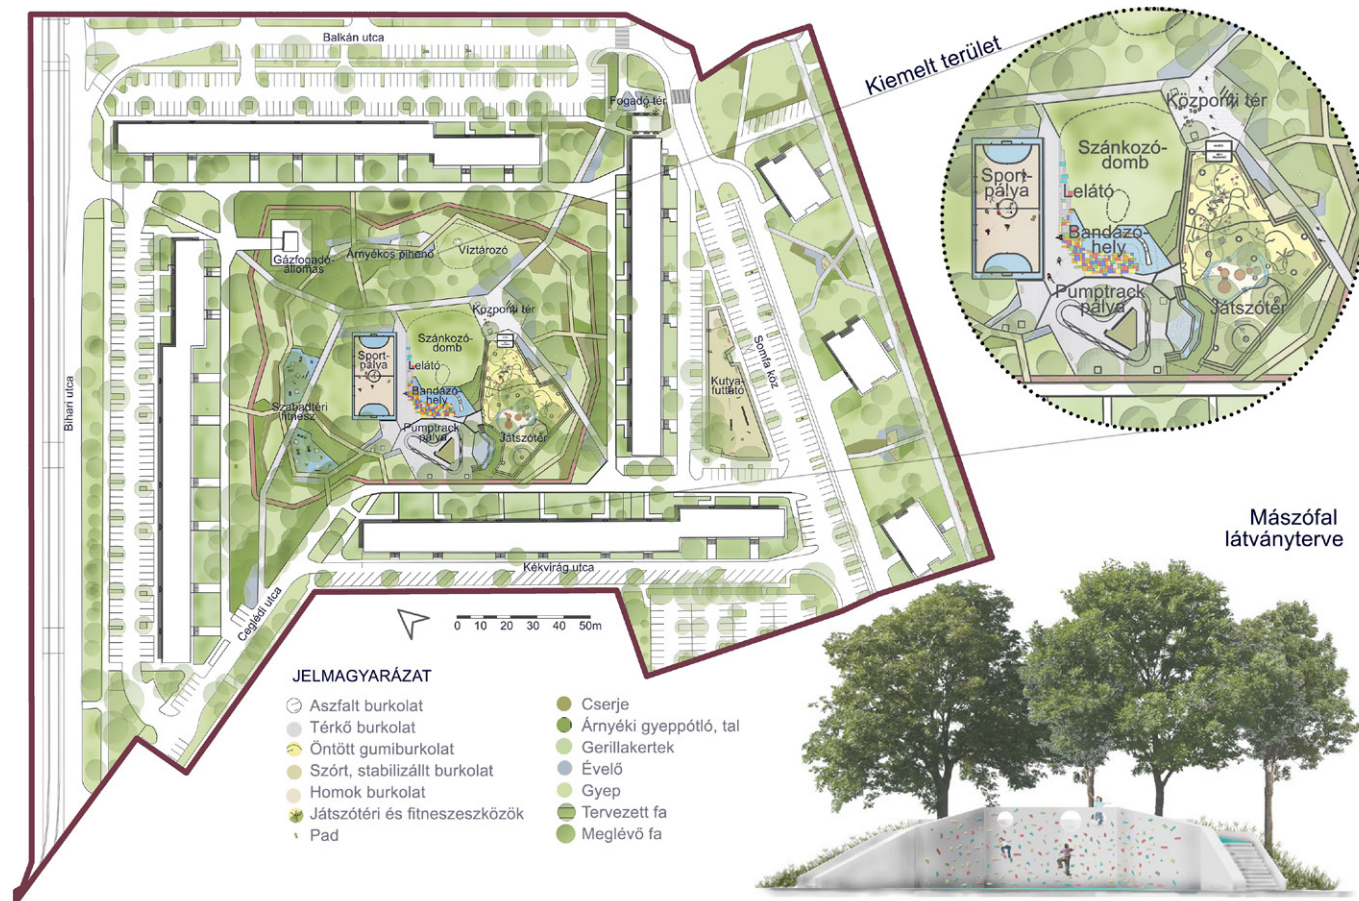 Balkán utca
Fogadó tér
Gázfogadó-
állomás
Árnyékos pihenő
Víztározó
Központi tér
Szánkozó-
domb
Sport-
pálya
Lelátó
Bandázó-
hely
Pumptrack
pálya
Játszótér
Szabadtéri
fitnesz
Kutya-
futtató
Somfa köz
Bihari utca
Ceglédi utca
Kékvirág utca
Kiemelt terület
Központi tér
Szánkozó-
domb
Sport-
pálya
Lelátó
Bandázó-
hely
Pumptrack
pálya
Játszótér
0 10 20 30 40 50m
JELMAGYARÁZAT
Aszfalt burkolat
Térkő burkolat
Öntött gumiburkolat
Szórt, stabilizállt burkolat
Homok burkolat
Játszótéri és fitneszeszközök
Pad
Cserje
Árnyéki gyeppótló, tal
Gerillakertek
Évelő
Gyep
Tervezett fa
Meglévő fa
Mászófal
látványterve